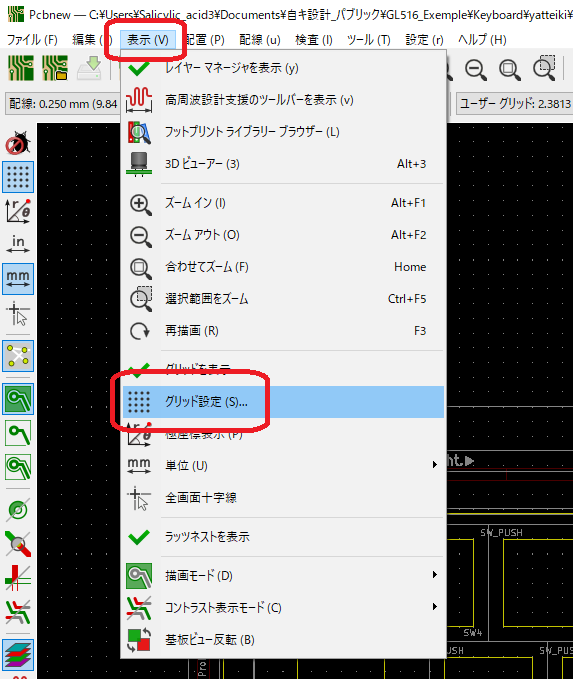 Pcbnew — C:¥Users¥Salicylic_acid3¥Documents¥自キ設計_パブリック¥GL516_Exemple¥Keyboard¥yatteiki¥
ファイル (F) 編集 表示 (V) 配置 (P) 配線 (u) 検査 (I) ツール (T) 設定 (r) ヘルプ (H)
配線: 0.250 mm (9.84
ユーザー グリッド: 2.3813
レイヤー マネージャを表示 (y)
高周波設計支援のツールバーを表示 (v)
フットプリント ライブラリー ブラウザー (L)
3D ビューアー (3) Alt+3
ズーム イン (I) Alt+F1
ズーム アウト (O) Alt+F2
合わせてズーム (F) Home
選択範囲をズーム Ctrl+F5
再描画 (R) F3
グリッドを表示
グリッド設定 (S)...
極座標表示 (P)
mm 単位 (U)
全画面十字線
ラッツネストを表示
描画モード (D)
コントラスト表示モード (C)
基板ビュー反転 (B)
in
mm
ht.
SW_PUSH
SW4
SW_PUSH
SW_PUSH
Pro